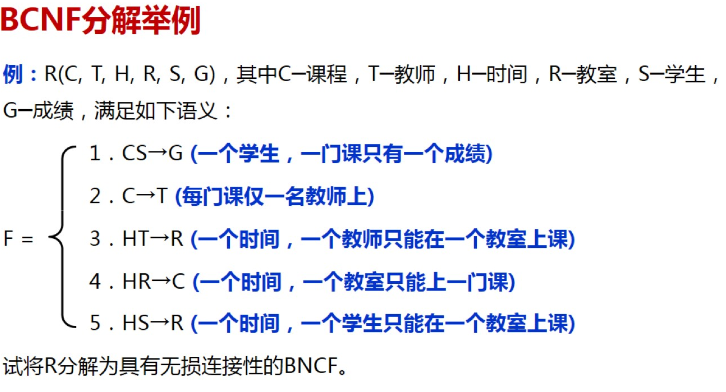 BCNF分解举例
例：R(C, T, H, R, S, G)，其中C─课程，T─教师，H─时间，R─教室，S─学生，
G─成绩，满足如下语义：
1．CS→G (一个学生，一门课只有一个成绩)
2．C→T (每门课仅一名教师上)
F = 3．HT→R (一个时间，一个教师只能在一个教室上课)
4．HR→C (一个时间，一个教室只能上一门课)
5．HS→R (一个时间，一个学生只能在一个教室上课)
试将R分解为具有无损连接性的BNCF。